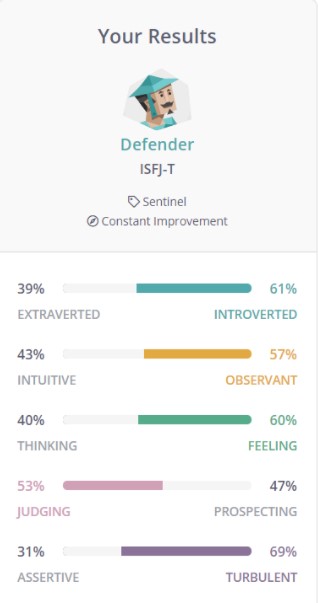 Your Results
Defender
ISFJ-T
Sentinel
Constant Improvement
39% 61%
EXTRAVERTED INTROVERTED
43% 57%
INTUITIVE OBSERVANT
40% 60%
THINKING FEELING
53% 47%
JUDGING PROSPECTING
31% 69%
ASSERTIVE TURBULENT